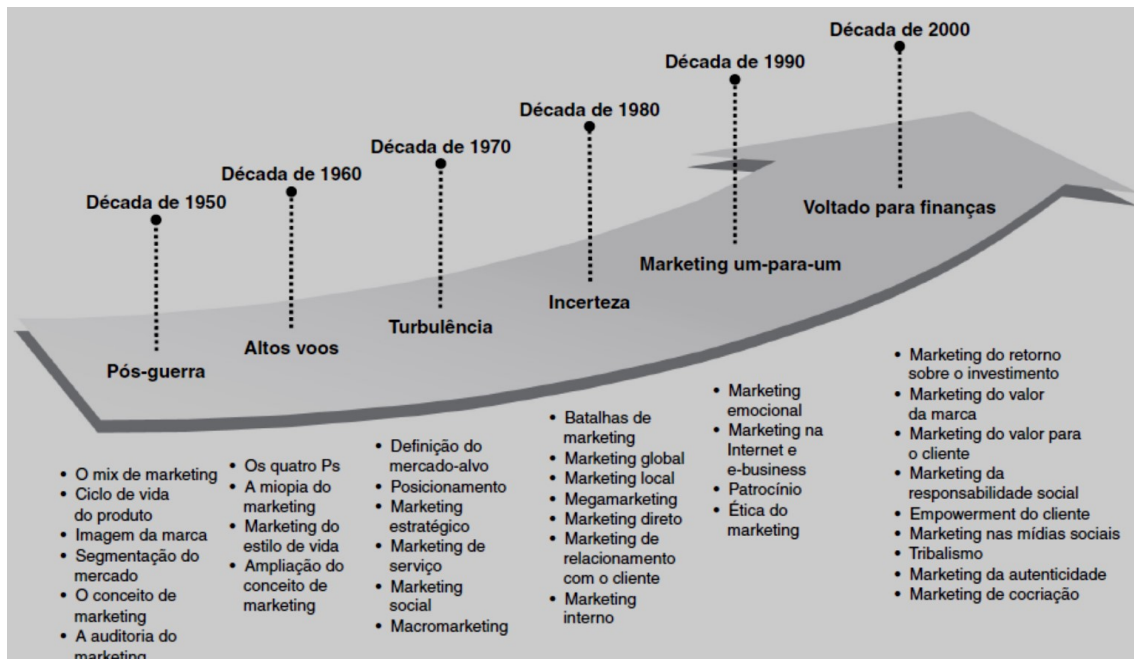 Década de 1950
Pós-guerra
• O mix de marketing
• Ciclo de vida
do produto
• Imagem da marca
• Segmentação do
mercado
• O conceito de
marketing
• A auditoria do
marketing
Década de 1960
Altos voos
• Os quatro Ps
• A miopia do
marketing
• Marketing do
estilo de vida
• Ampliação do
conceito de
marketing
Década de 1970
Turbulência
• Definição do
mercado-alvo
• Posicionamento
• Marketing
estratégico
• Marketing de
serviço
• Marketing
social
• Macromarketing
Década de 1980
Incerteza
• Batalhas de
marketing
• Marketing global
• Marketing local
• Megamarketing
• Marketing direto
• Marketing de
relacionamento
com o cliente
• Marketing
interno
Década de 1990
Marketing um-para-um
• Marketing
emocional
• Marketing na
Internet e
e-business
• Patrocínio
• Ética do
marketing
Década de 2000
Voltado para finanças
• Marketing do retorno
sobre o investimento
• Marketing do valor
da marca
• Marketing do valor para
o cliente
• Marketing da
responsabilidade social
• Empowerment do cliente
• Marketing nas mídias sociais
• Tribalismo
• Marketing da autenticidade
• Marketing de cocriação